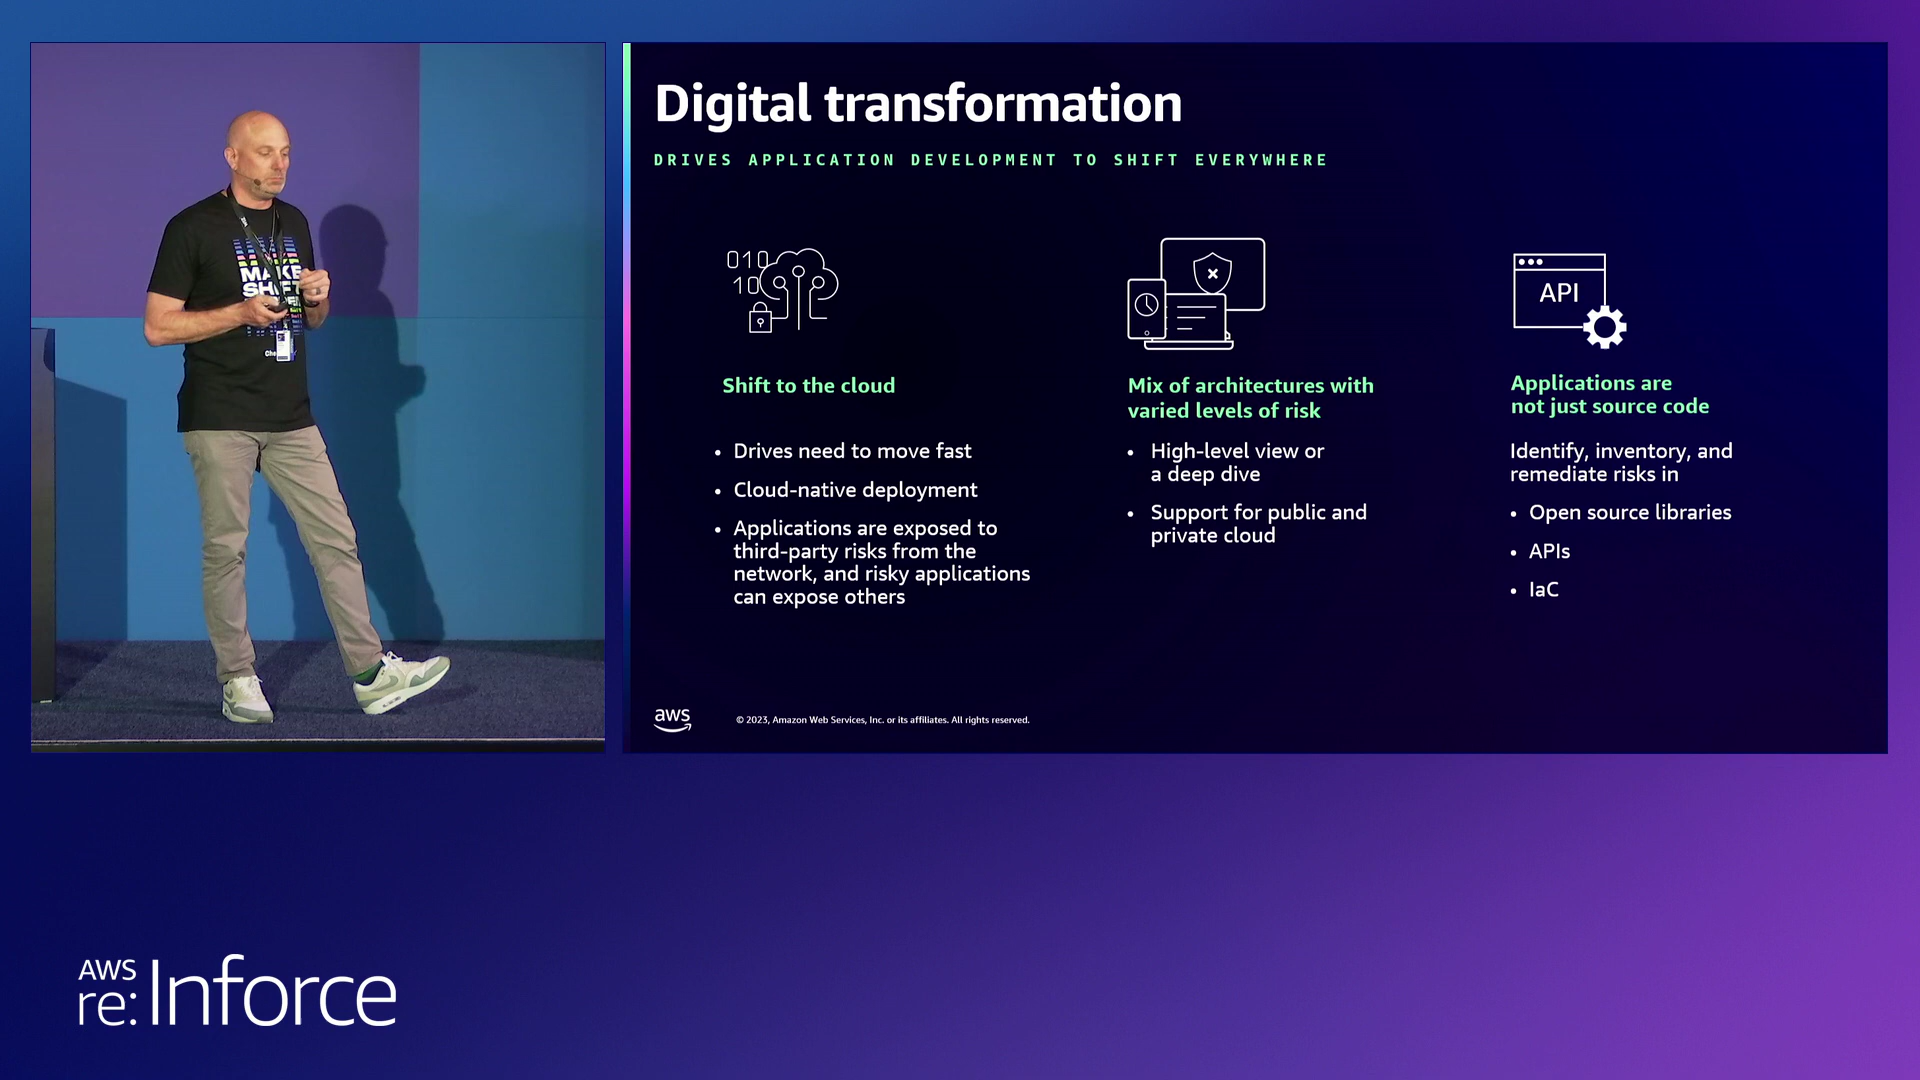 MAKE
SHIFT
Digital transformation
DRIVES APPLICATION DEVELOPMENT TO SHIFT EVERYWHERE
010
10
API
Shift to the cloud
• Drives need to move fast
• Cloud-native deployment
• Applications are exposed to
third-party risks from the
network, and risky applications
can expose others
Mix of architectures with
varied levels of risk
• High-level view or
a deep dive
• Support for public and
private cloud
Applications are
not just source code
Identify, inventory, and
remediate risks in
• Open source libraries
• APIs
• IaC
aws
© 2023, Amazon Web Services, Inc. or its affiliates. All rights reserved.
AWS
re:Inforce